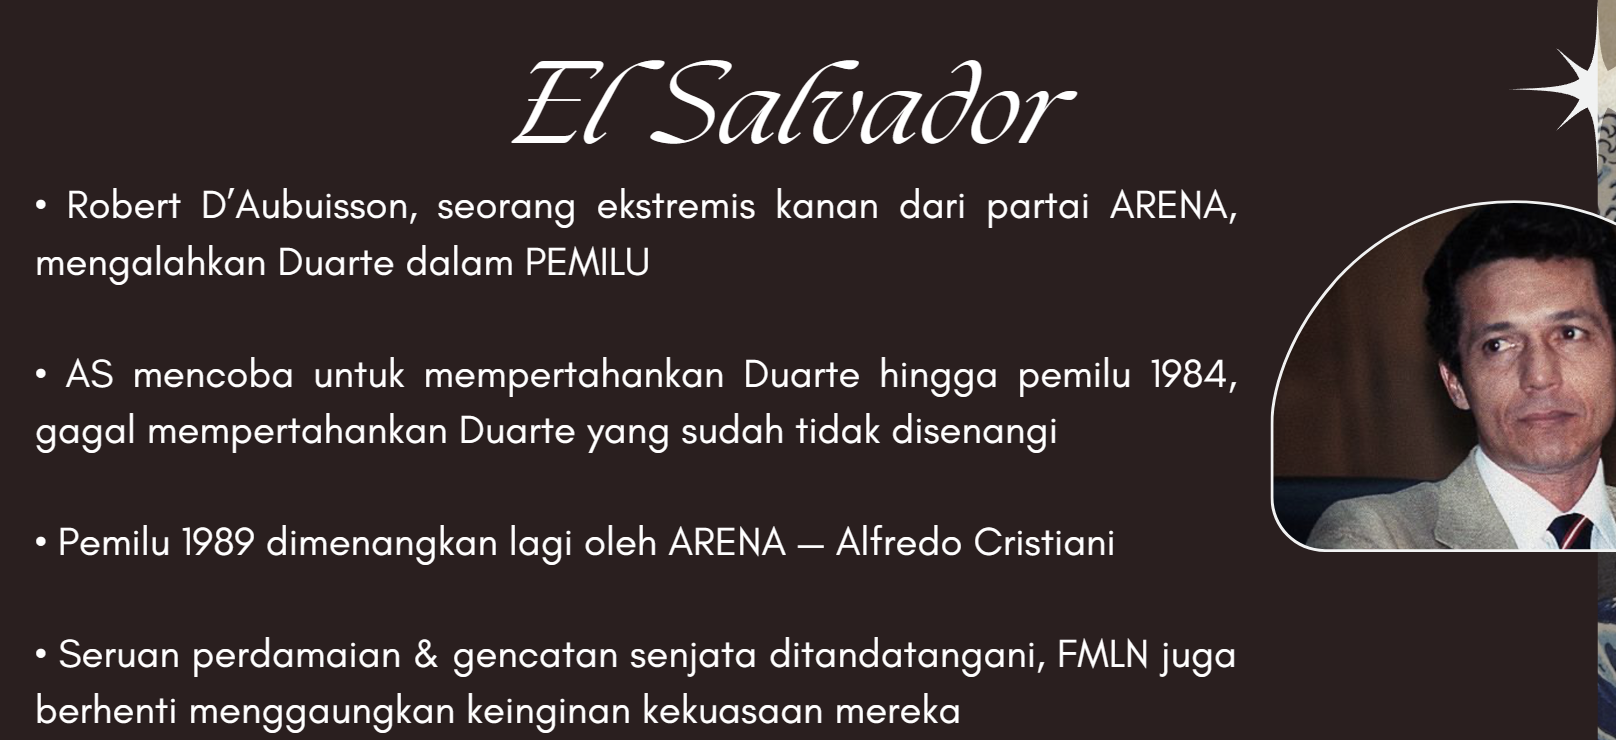 El Salvador
• Robert D’Aubuisson, seorang ekstremis kanan dari partai ARENA,
mengalahkan Duarte dalam PEMILU
• AS mencoba untuk mempertahankan Duarte hingga pemilu 1984,
gagal mempertahankan Duarte yang sudah tidak disenangi
• Pemilu 1989 dimenangkan lagi oleh ARENA — Alfredo Cristiani
• Seruan perdamaian & gencatan senjata ditandatangani, FMLN juga
berhenti menggaungkan keinginan kekuasaan mereka